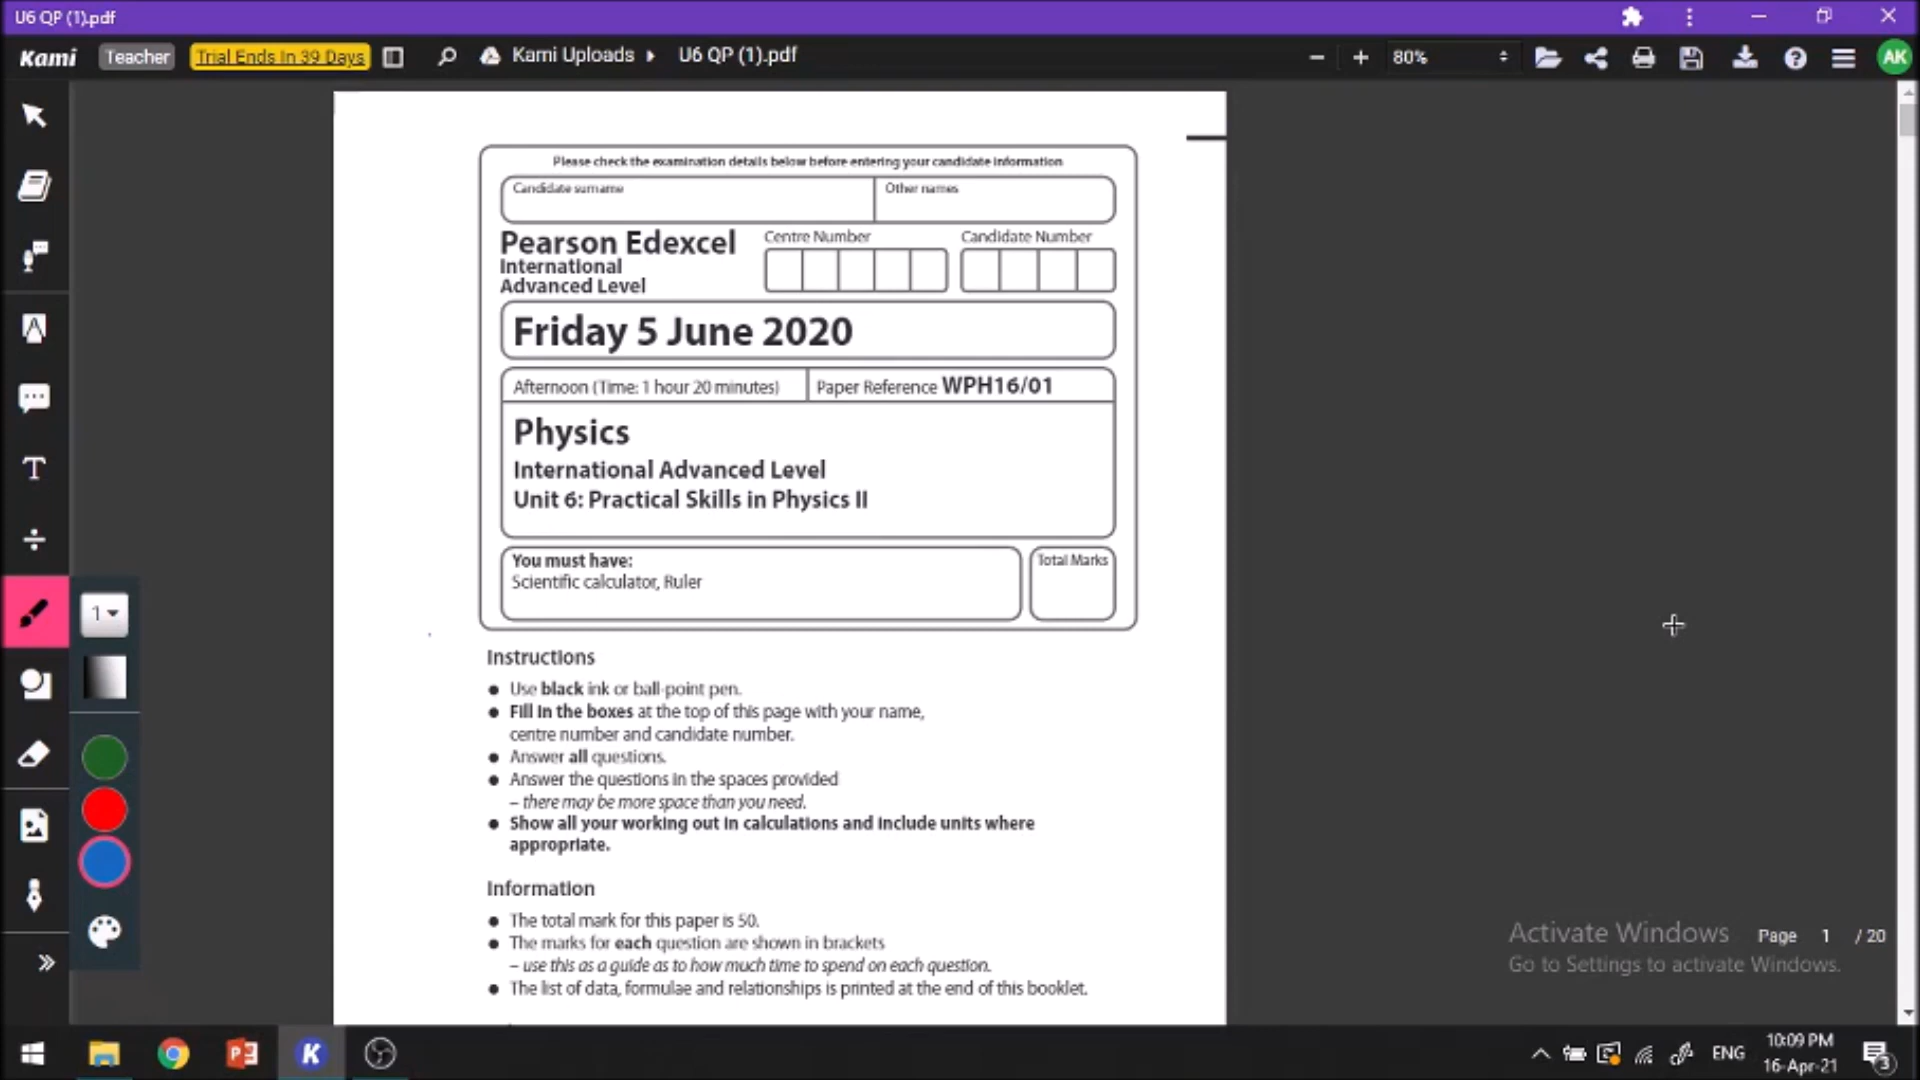 U6 QP (1).pdf
Kami Teacher Trial Ends In 39 Days Kami Uploads U6 QP (1).pdf 80% AK
Please check the examination details below before entering your candidate information
Candidate surname Other names
Pearson Edexcel
International
Advanced Level
Centre Number Candidate Number
Friday 5 June 2020
Afternoon (Time: 1 hour 20 minutes) Paper Reference WPH16/01
Physics
International Advanced Level
Unit 6: Practical Skills in Physics II
You must have:
Scientific calculator, Ruler
Total Marks
1
Instructions
● Use black ink or ball-point pen.
● Fill in the boxes at the top of this page with your name,
centre number and candidate number.
● Answer all questions.
● Answer the questions in the spaces provided
– there may be more space than you need.
● Show all your working out in calculations and include units where
appropriate.
Information
● The total mark for this paper is 50.
● The marks for each question are shown in brackets
– use this as a guide as to how much time to spend on each question.
● The list of data, formulae and relationships is printed at the end of this booklet.
Activate Windows
Go to Settings to activate Windows.
Page 1 / 20
ENG
10:09 PM
16-Apr-21
3